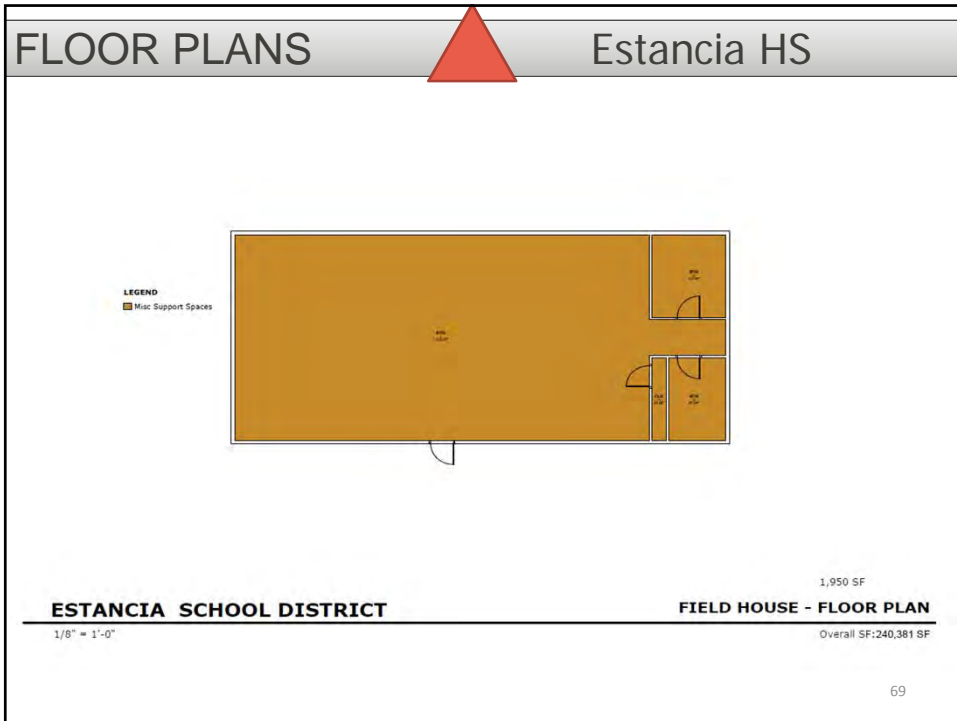 FLOOR PLANS
Estancia HS
LEGEND
Misc Support Spaces
1,950 SF
ESTANCIA SCHOOL DISTRICT
FIELD HOUSE - FLOOR PLAN
1/8" = 1'-0"
Overall SF:240,381 SF
69